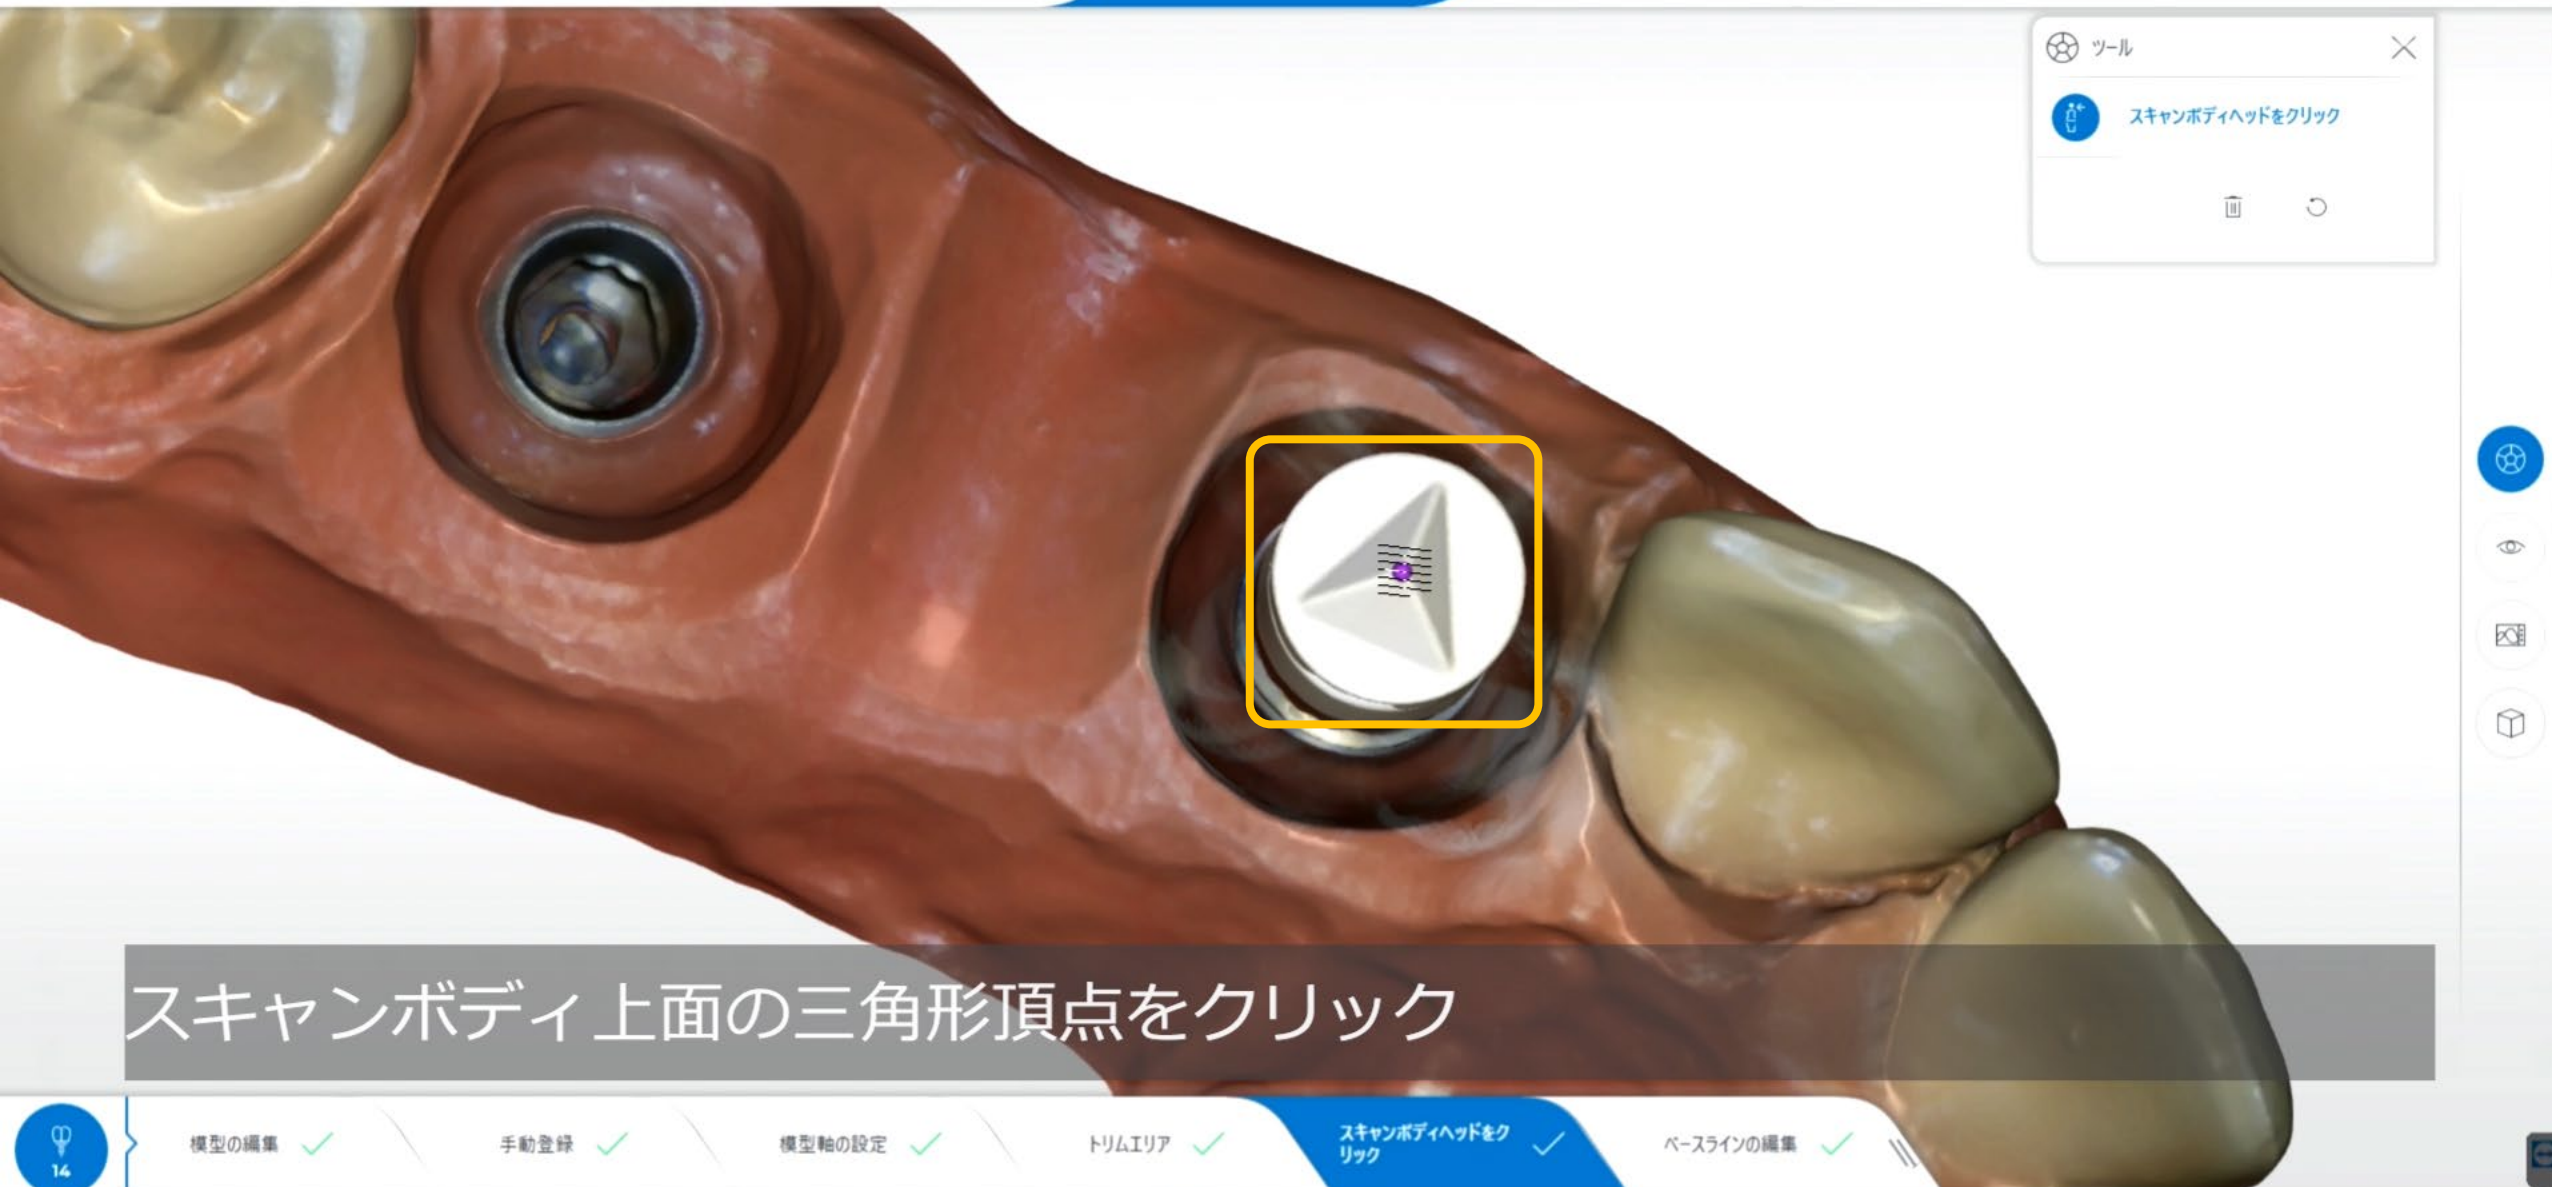 ツール
スキャンボディヘッドをクリック
スキャンボディ上面の三角形頂点をクリック
14
模型の編集
手動登録
模型軸の設定
トリムエリア
スキャンボディヘッドをク
リック
ベースラインの編集